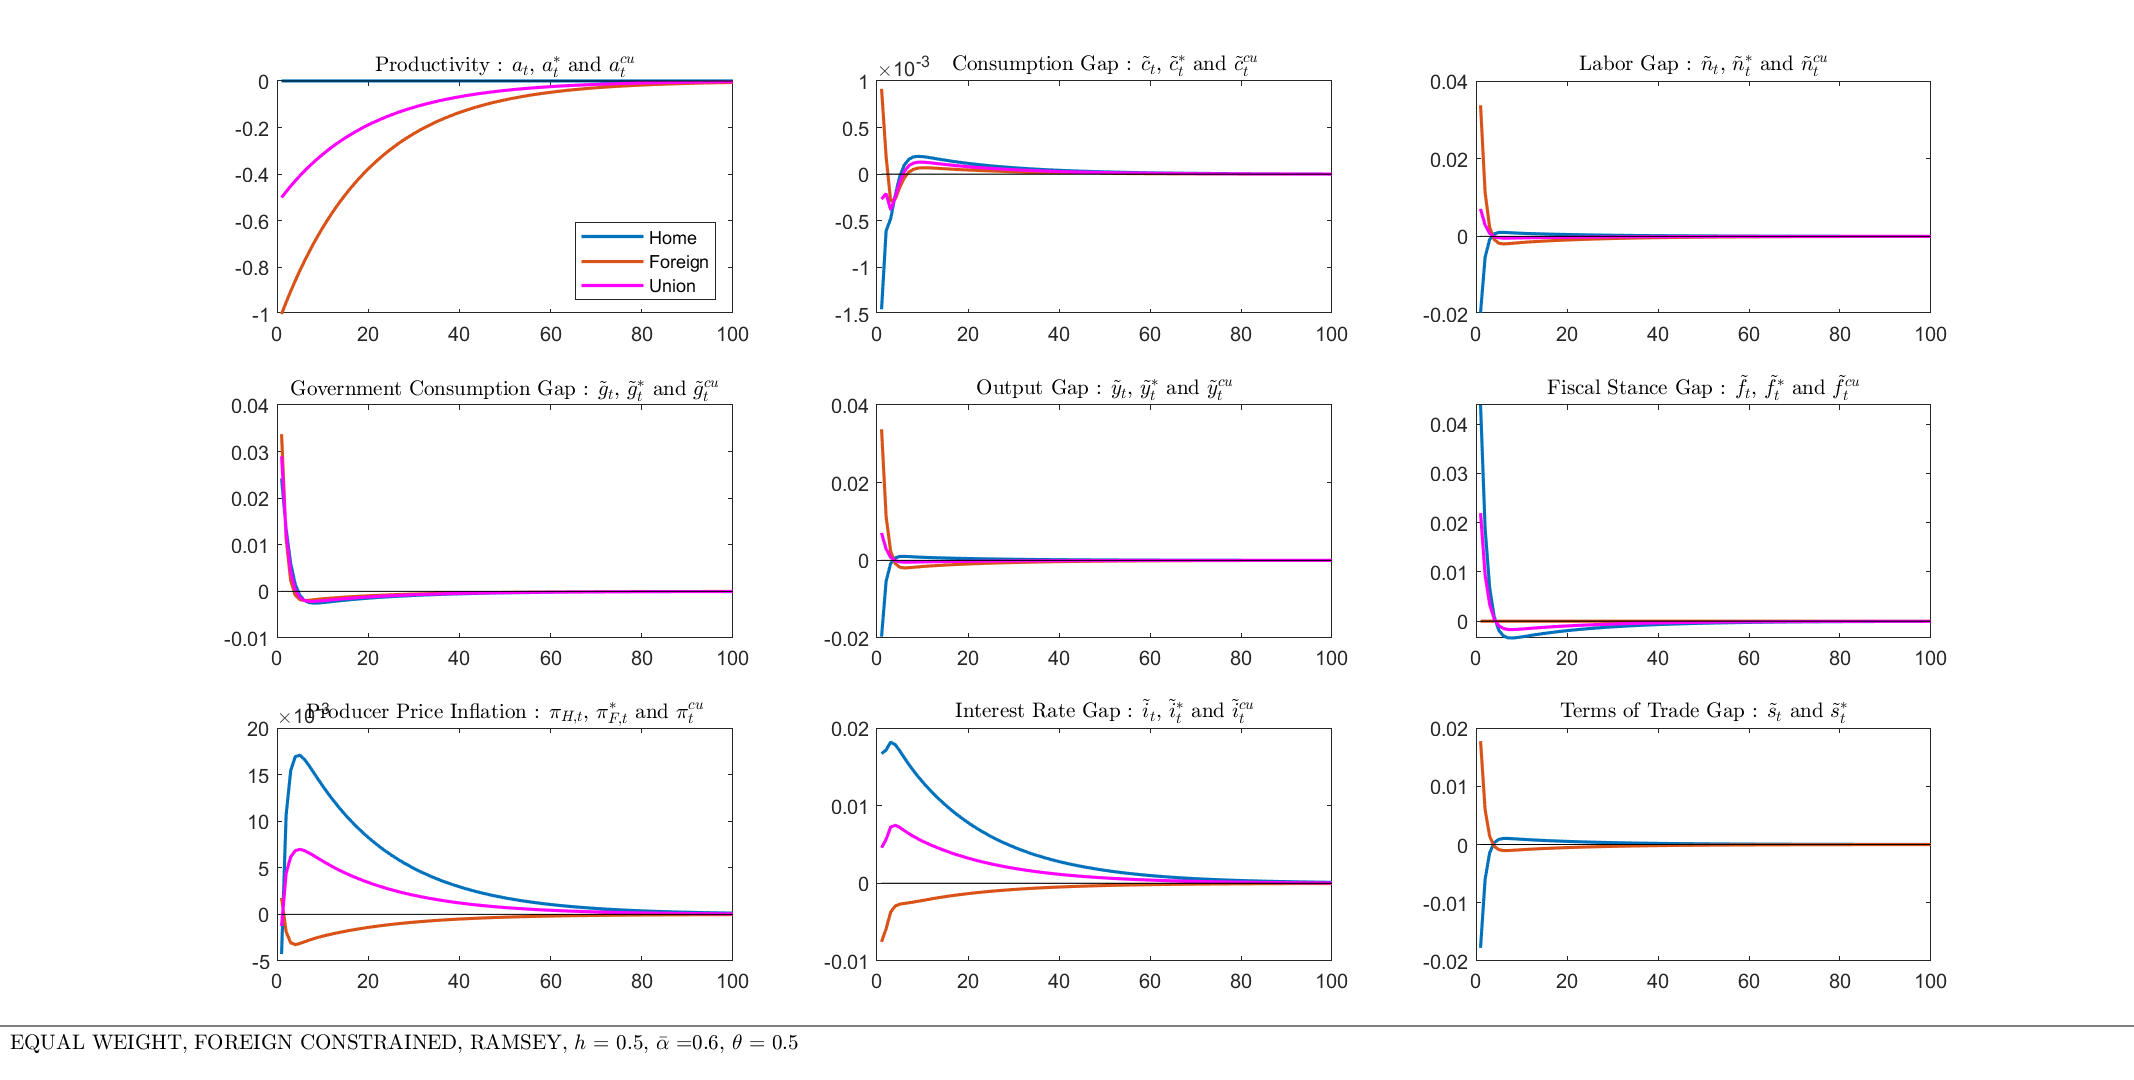 Productivity : a_t, a_t^* and a_t^{cu}
0
-0.2
-0.4
-0.6
-0.8
-1
0 20 40 60 80 100
Home
Foreign
Union
×10^{-3} Consumption Gap : c̃_t, c̃_t^* and c̃_t^{cu}
1
0.5
0
-0.5
-1
-1.5
0 20 40 60 80 100
Labor Gap : ñ_t, ñ_t^* and ñ_t^{cu}
0.04
0.02
0
-0.02
0 20 40 60 80 100
Government Consumption Gap : g̃_t, g̃_t^* and g̃_t^{cu}
0.04
0.03
0.02
0.01
0
-0.01
0 20 40 60 80 100
Output Gap : ỹ_t, ỹ_t^* and ỹ_t^{cu}
0.04
0.02
0
-0.02
0 20 40 60 80 100
Fiscal Stance Gap : f̃_t, f̃_t^* and f̃_t^{cu}
0.04
0.03
0.02
0.01
0
0 20 40 60 80 100
×10^{-3} Producer Price Inflation : π_{H,t}, π_{F,t}^* and π_t^{cu}
20
15
10
5
0
-5
0 20 40 60 80 100
Interest Rate Gap : ĩ_t, ĩ_t^* and ĩ_t^{cu}
0.02
0.01
0
-0.01
0 20 40 60 80 100
Terms of Trade Gap : s̃_t and s̃_t^*
0.02
0.01
0
-0.01
-0.02
0 20 40 60 80 100
EQUAL WEIGHT, FOREIGN CONSTRAINED, RAMSEY, h = 0.5, ᾱ =0.6, θ = 0.5